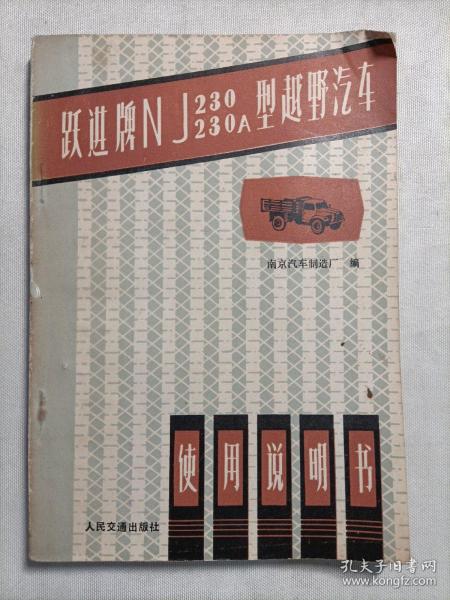 跃进牌NJ230 230A型越野汽车
南京汽车制造厂 编
使用说明书
人民交通出版社
孔夫子旧书网
www.kongfz.com